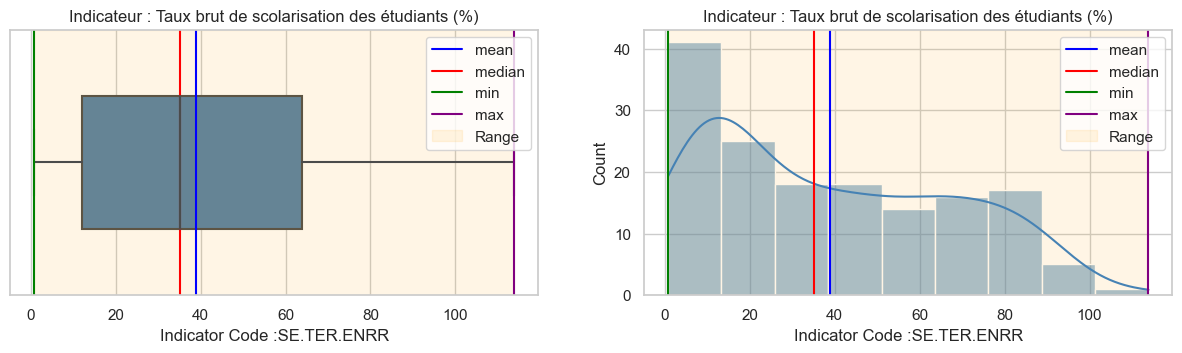 Indicateur : Taux brut de scolarisation des étudiants (%)
mean
median
min
max
Range
0 20 40 60 80 100
Indicator Code :SE.TER.ENRR
Indicateur : Taux brut de scolarisation des étudiants (%)
mean
median
min
max
Range
Count
40
30
20
10
0
0 20 40 60 80 100
Indicator Code :SE.TER.ENRR